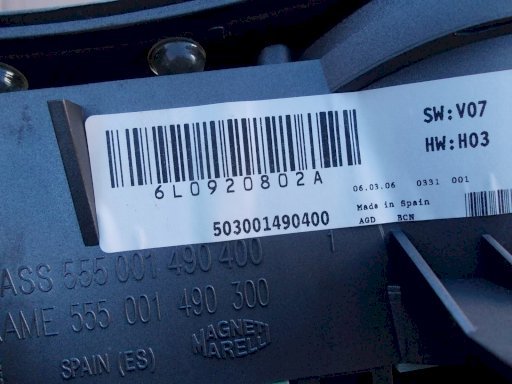 SW:V07
HW:H03
6L0920802A
06.03.06 0331 001
Made in Spain
503001490400
AGD BCN
ASS 555 001 490 400 1
AME 555 001 490 300
MAGNETI
MARELLI
SPAIN (ES)